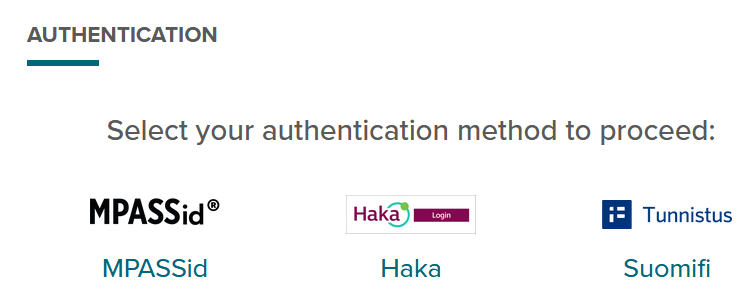 AUTHENTICATION
Select your authentication method to proceed:
MPASSid®
Haka Login
Tunnistus
MPASSid
Haka
Suomifi